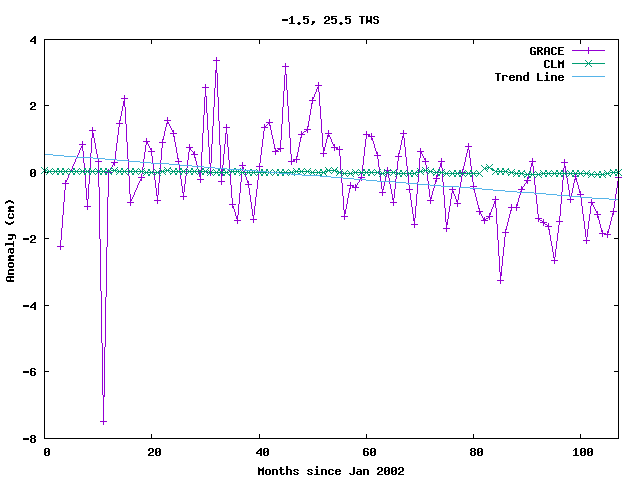 -1.5, 25.5 TWS
GRACE
CLM
Trend Line
4
2
0
-2
-4
-6
-8
Anomaly (cm)
0 20 40 60 80 100
Months since Jan 2002